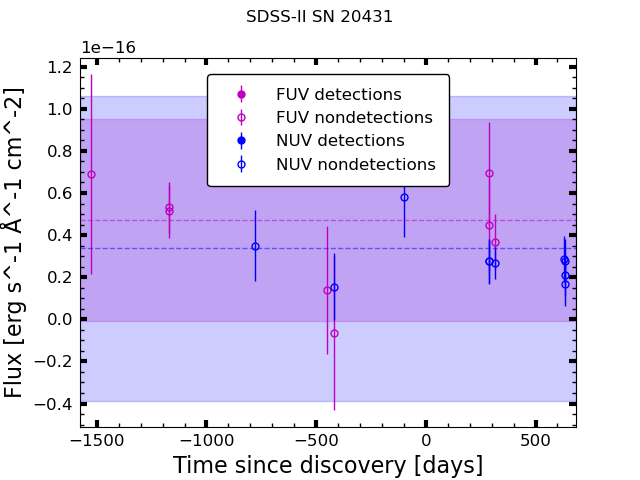 SDSS-II SN 20431
1e−16
1.2
1.0
0.8
0.6
0.4
0.2
0.0
−0.2
−0.4
Flux [erg s^-1 Å^-1 cm^-2]
FUV detections
FUV nondetections
NUV detections
NUV nondetections
−1500 −1000 −500 0 500
Time since discovery [days]